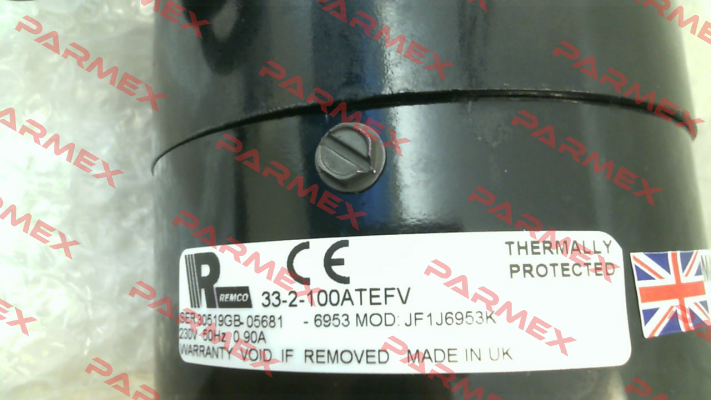 PARMEX
CE
THERMALLY
PROTECTED
R
REMCO
33-2-100ATEFV
SER30519GB-05681 - 6953 MOD: JF1J6953K
230V 50Hz 0.90A
WARRANTY VOID IF REMOVED MADE IN UK